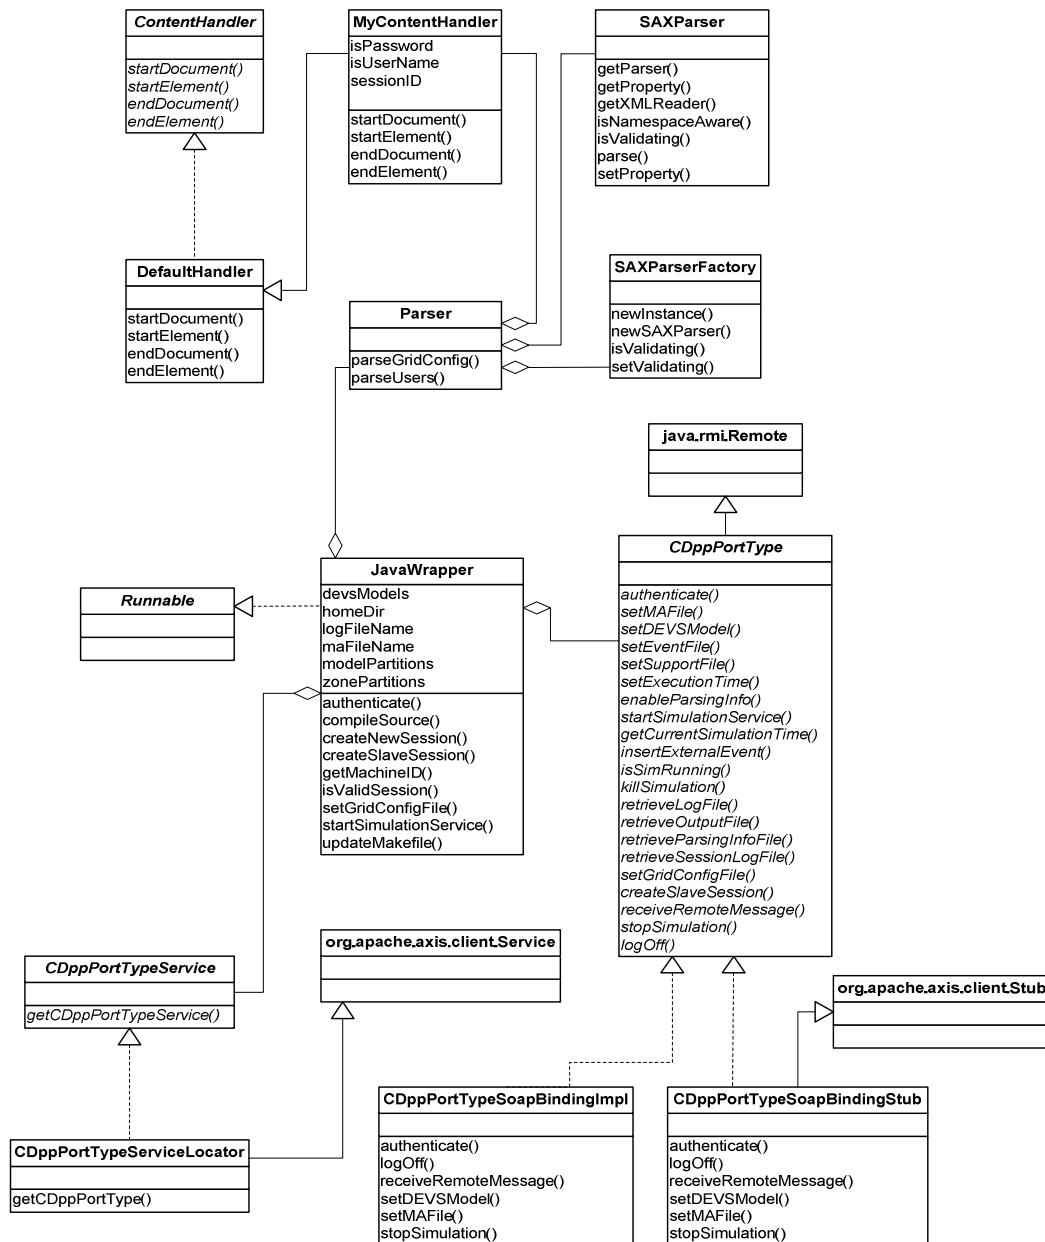 ContentHandler
startDocument()
startElement()
endDocument()
endElement()
MyContentHandler
isPassword
isUserName
sessionID
startDocument()
startElement()
endDocument()
endElement()
SAXParser
getParser()
getProperty()
getXMLReader()
isNamespaceAware()
isValidating()
parse()
setProperty()
DefaultHandler
startDocument()
startElement()
endDocument()
endElement()
Parser
parseGridConfig()
parseUsers()
SAXParserFactory
newInstance()
newSAXParser()
isValidating()
setValidating()
java.rmi.Remote
Runnable
JavaWrapper
devsModels
homeDir
logFileName
maFileName
modelPartitions
zonePartitions
authenticate()
compileSource()
createNewSession()
createSlaveSession()
getMachineID()
isValidSession()
setGridConfigFile()
startSimulationService()
updateMakefile()
CDppPortType
authenticate()
setMAFile()
setDEVSModel()
setEventFile()
setSupportFile()
setExecutionTime()
enableParsingInfo()
startSimulationService()
getCurrentSimulationTime()
insertExternalEvent()
isSimRunning()
killSimulation()
retrieveLogFile()
retrieveOutputFile()
retrieveParsingInfoFile()
retrieveSessionLogFile()
setGridConfigFile()
createSlaveSession()
receiveRemoteMessage()
stopSimulation()
logOff()
CDppPortTypeService
getCDppPortTypeService()
org.apache.axis.client.Service
org.apache.axis.client.Stub
CDppPortTypeServiceLocator
getCDppPortType()
CDppPortTypeSoapBindingImpl
authenticate()
logOff()
receiveRemoteMessage()
setDEVSModel()
setMAFile()
stopSimulation()
CDppPortTypeSoapBindingStub
authenticate()
logOff()
receiveRemoteMessage()
setDEVSModel()
setMAFile()
stopSimulation()